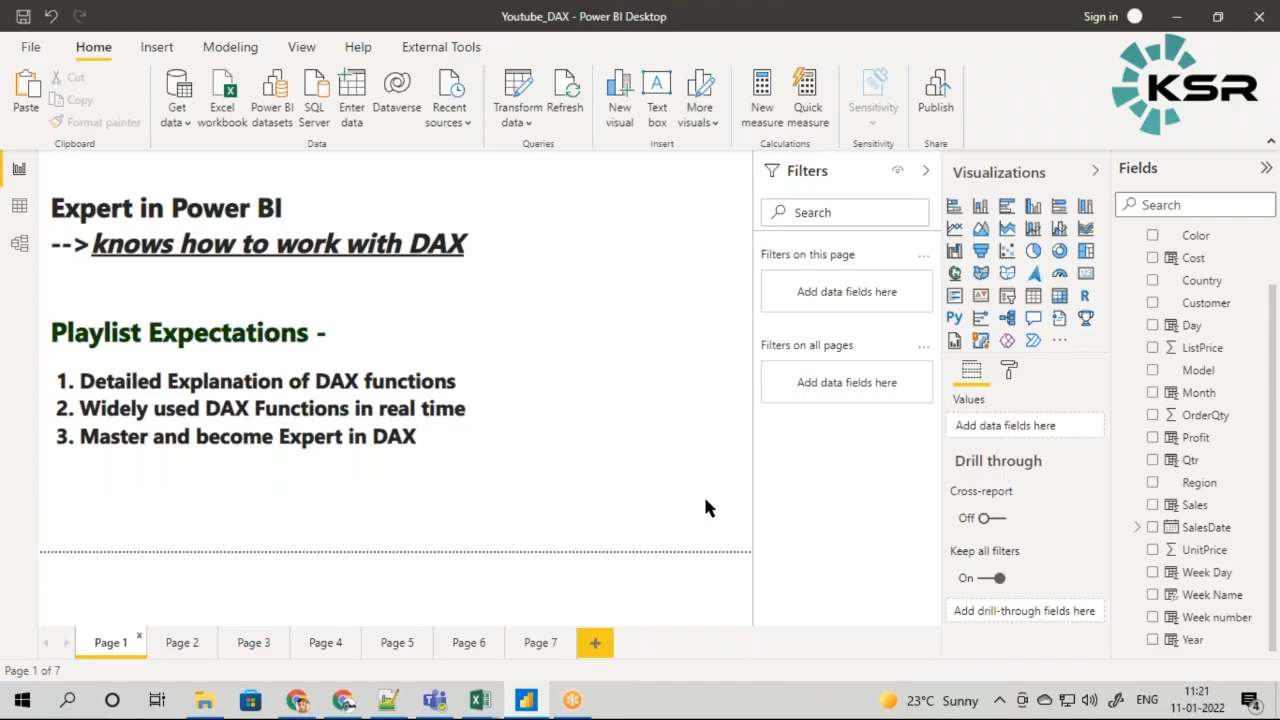 Youtube_DAX - Power BI Desktop
Sign in
File Home Insert Modeling View Help External Tools
KSR
Paste
Cut
Copy
Format painter
Clipboard
Get data
Excel workbook
Power BI datasets
SQL Server
Enter data
Dataverse
Recent sources
Data
Transform data
Refresh
Queries
New visual
Text box
More visuals
Insert
New measure
Quick measure
Calculations
Sensitivity
Sensitivity
Publish
Share
Expert in Power BI
-->knows how to work with DAX
Playlist Expectations -
1. Detailed Explanation of DAX functions
2. Widely used DAX Functions in real time
3. Master and become Expert in DAX
Filters
Search
Filters on this page
...
Add data fields here
Filters on all pages
...
Add data fields here
Visualizations
R
Py
123
...
Values
Add data fields here
Drill through
Cross-report
Off
Keep all filters
On
Add drill-through fields here
Fields
Search
Color
Cost
Country
Customer
Day
ListPrice
Model
Month
OrderQty
Profit
Qtr
Region
Sales
SalesDate
UnitPrice
Week Day
Week Name
Week number
Year
Page 1 Page 2 Page 3 Page 4 Page 5 Page 6 Page 7
Page 1 of 7
23°C Sunny
ENG
11:21
11-01-2022
4